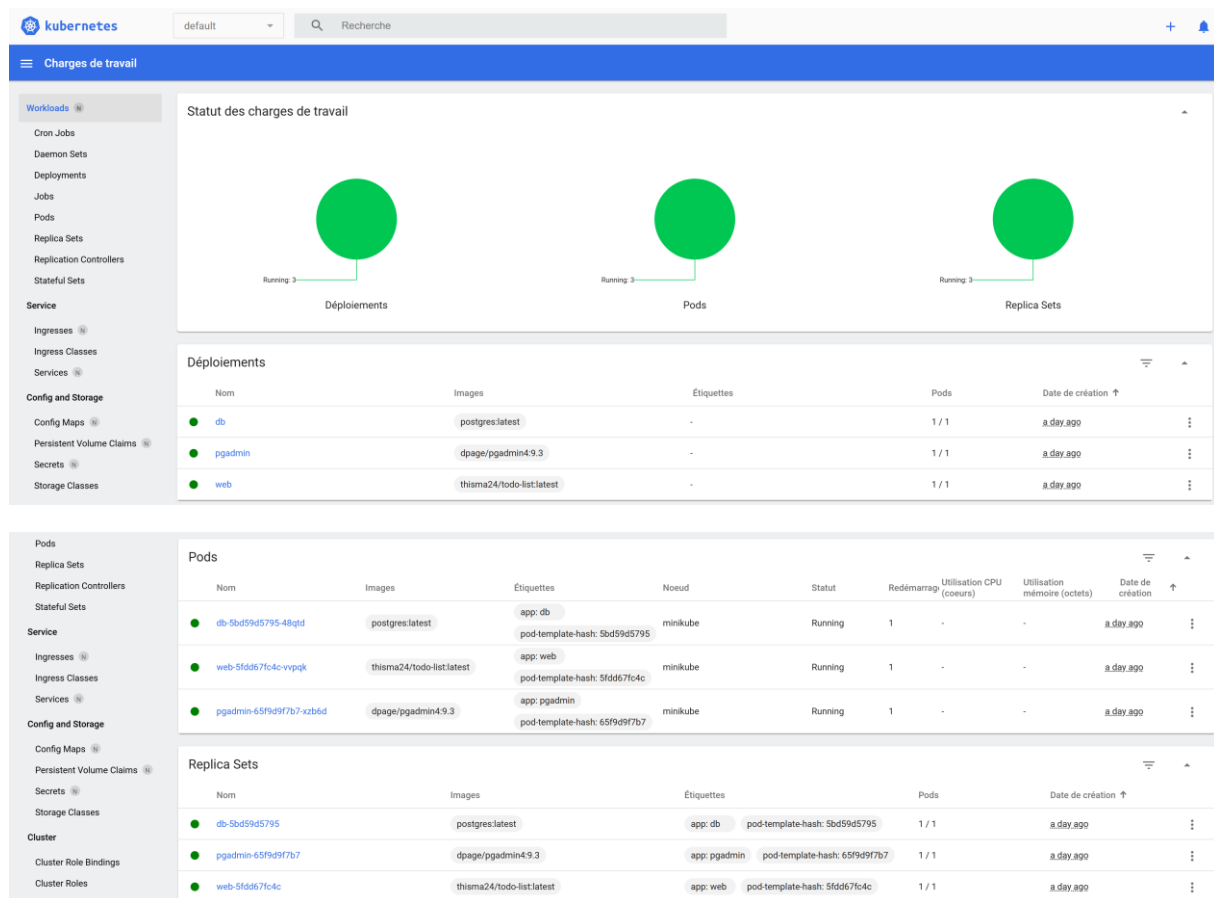 kubernetes default Recherche
Charges de travail
Workloads N
Cron Jobs
Daemon Sets
Deployments
Jobs
Pods
Replica Sets
Replication Controllers
Stateful Sets
Service
Ingresses N
Ingress Classes
Services N
Config and Storage
Config Maps N
Persistent Volume Claims N
Secrets N
Storage Classes
Statut des charges de travail
Running: 3
Déploiements
Running: 3
Pods
Running: 3
Replica Sets
Déploiements
Nom Images Étiquettes Pods Date de création
db postgres:latest - 1 / 1 a day ago
pgadmin dpage/pgadmin4:9.3 - 1 / 1 a day ago
web thisma24/todo-list:latest - 1 / 1 a day ago
Pods
Replica Sets
Replication Controllers
Stateful Sets
Service
Ingresses N
Ingress Classes
Services N
Config and Storage
Config Maps N
Persistent Volume Claims N
Secrets N
Storage Classes
Cluster
Cluster Role Bindings
Cluster Roles
Pods
Nom Images Étiquettes Noeud Statut Redémarrag Utilisation CPU (coeurs) Utilisation mémoire (octets) Date de création
db-5bd59d5795-48qtd postgres:latest app: db pod-template-hash: 5bd59d5795 minikube Running 1 - - a day ago
web-5fdd67fc4c-vvpqk thisma24/todo-list:latest app: web pod-template-hash: 5fdd67fc4c minikube Running 1 - - a day ago
pgadmin-65f9d9f7b7-xzb6d dpage/pgadmin4:9.3 app: pgadmin pod-template-hash: 65f9d9f7b7 minikube Running 1 - - a day ago
Replica Sets
Nom Images Étiquettes Pods Date de création
db-5bd59d5795 postgres:latest app: db pod-template-hash: 5bd59d5795 1 / 1 a day ago
pgadmin-65f9d9f7b7 dpage/pgadmin4:9.3 app: pgadmin pod-template-hash: 65f9d9f7b7 1 / 1 a day ago
web-5fdd67fc4c thisma24/todo-list:latest app: web pod-template-hash: 5fdd67fc4c 1 / 1 a day ago